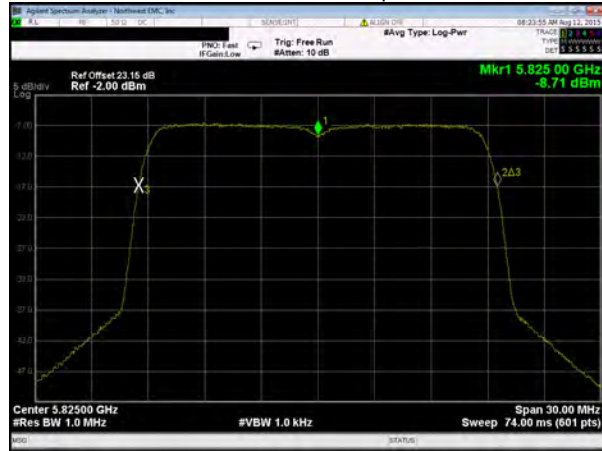 Agilent Spectrum Analyzer - Northwest EMC, Inc
RL RF 50 Ω DC SENSE:INT ALIGN OFF 08:23:55 AM Aug 12, 2015
#Avg Type: Log-Pwr TRACE 1 2 3 4 5 6
PNO: Fast Trig: Free Run TYPE
IFGain:Low #Atten: 10 dB DET S S S S S S
Mkr1 5.825 00 GHz
Ref Offset 23.15 dB
5 dB/div Ref -2.00 dBm -8.71 dBm
Log
-7.00
1
-12.0
2Δ3
-17.0
3
-22.0
-27.0
-32.0
-37.0
-42.0
-47.0
Center 5.82500 GHz Span 30.00 MHz
#Res BW 1.0 MHz #VBW 1.0 kHz Sweep 74.00 ms (601 pts)
MSG STATUS